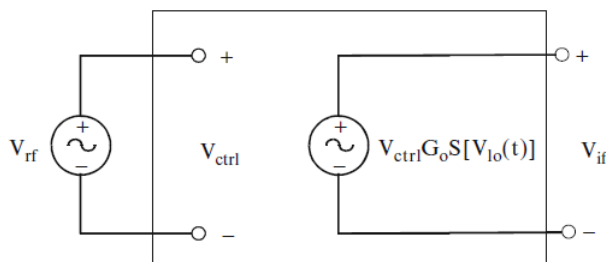 + +
V_rf + − V_ctrl + − V_ctrl G_o S[V_lo(t)] V_if
− −